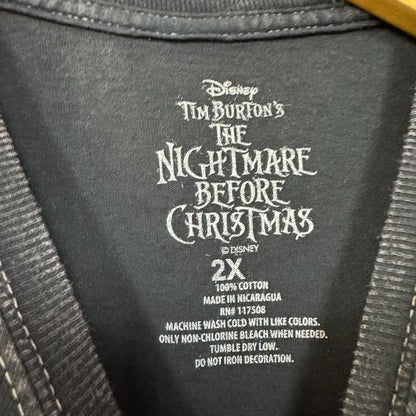 Disney
TIM BURTON'S
THE
NIGHTMARE
BEFORE
CHRISTMAS
© DISNEY
2X
100% COTTON
MADE IN NICARAGUA
RN# 117508
MACHINE WASH COLD WITH LIKE COLORS.
ONLY NON-CHLORINE BLEACH WHEN NEEDED.
TUMBLE DRY LOW.
DO NOT IRON DECORATION.